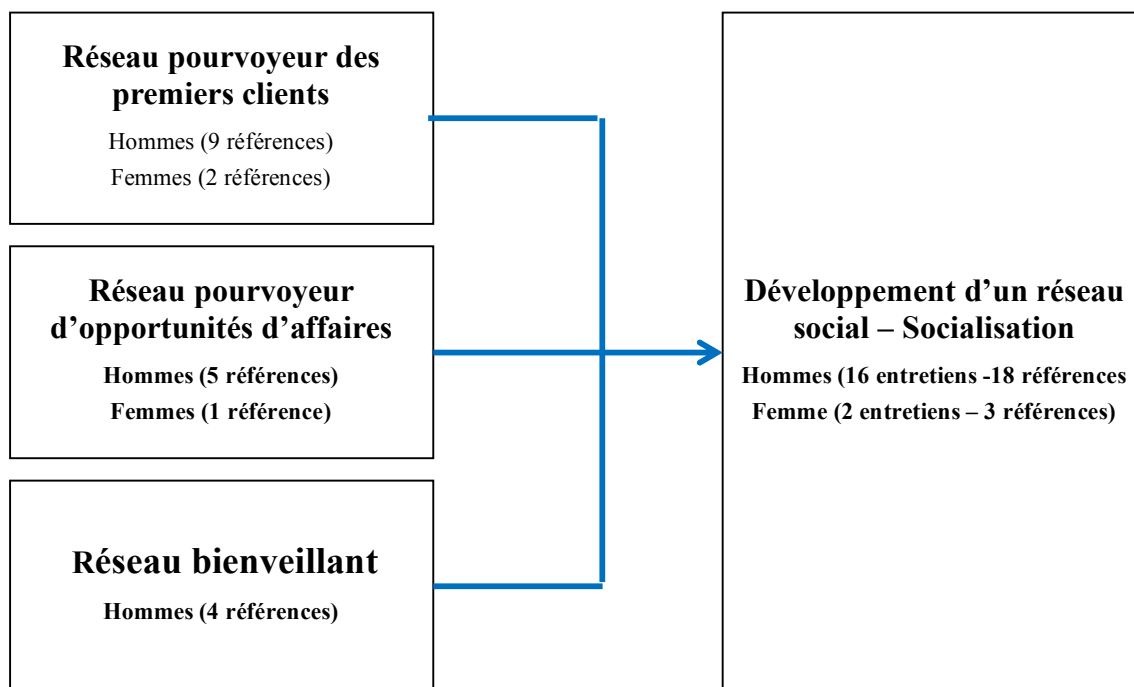 Réseau pourvoyeur des
premiers clients
Hommes (9 références)
Femmes (2 références)
Réseau pourvoyeur
d’opportunités d’affaires
Hommes (5 références)
Femmes (1 référence)
Réseau bienveillant
Hommes (4 références)
Développement d’un réseau
social – Socialisation
Hommes (16 entretiens -18 références
Femme (2 entretiens – 3 références)